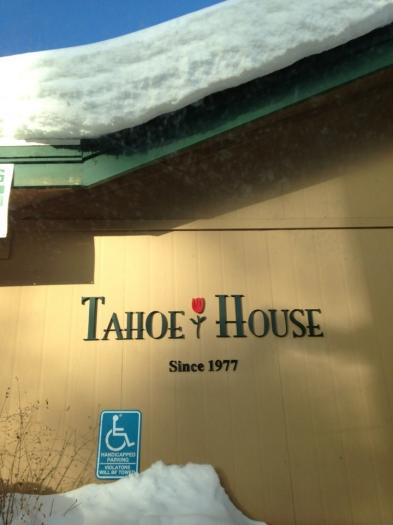 TAHOE HOUSE
Since 1977
HANDICAPPED
PARKING
VIOLATORS
WILL BE TOWED